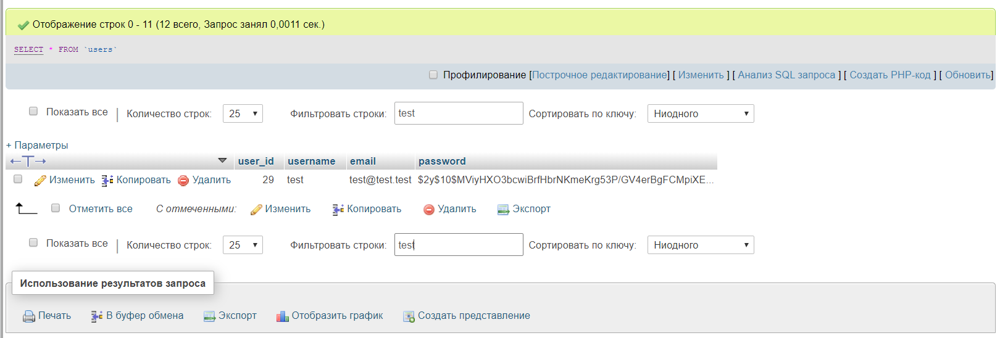 Отображение строк 0 - 11 (12 всего, Запрос занял 0,0011 сек.)
SELECT * FROM `users`
Профилирование [Построчное редактирование] [ Изменить ] [ Анализ SQL запроса ] [ Создать PHP-код ] [ Обновить]
Показать все | Количество строк: 25 Фильтровать строки: test Сортировать по ключу: Ниодного
+ Параметры
←T→ user_id username email password
Изменить Копировать Удалить 29 test test@test.test $2y$10$MViyHXO3bcwiBrfHbrNKmeKrg53P/GV4erBgFCMpiXE...
Отметить все С отмеченными: Изменить Копировать Удалить Экспорт
Показать все | Количество строк: 25 Фильтровать строки: test Сортировать по ключу: Ниодного
Использование результатов запроса
Печать В буфер обмена Экспорт Отобразить график Создать представление